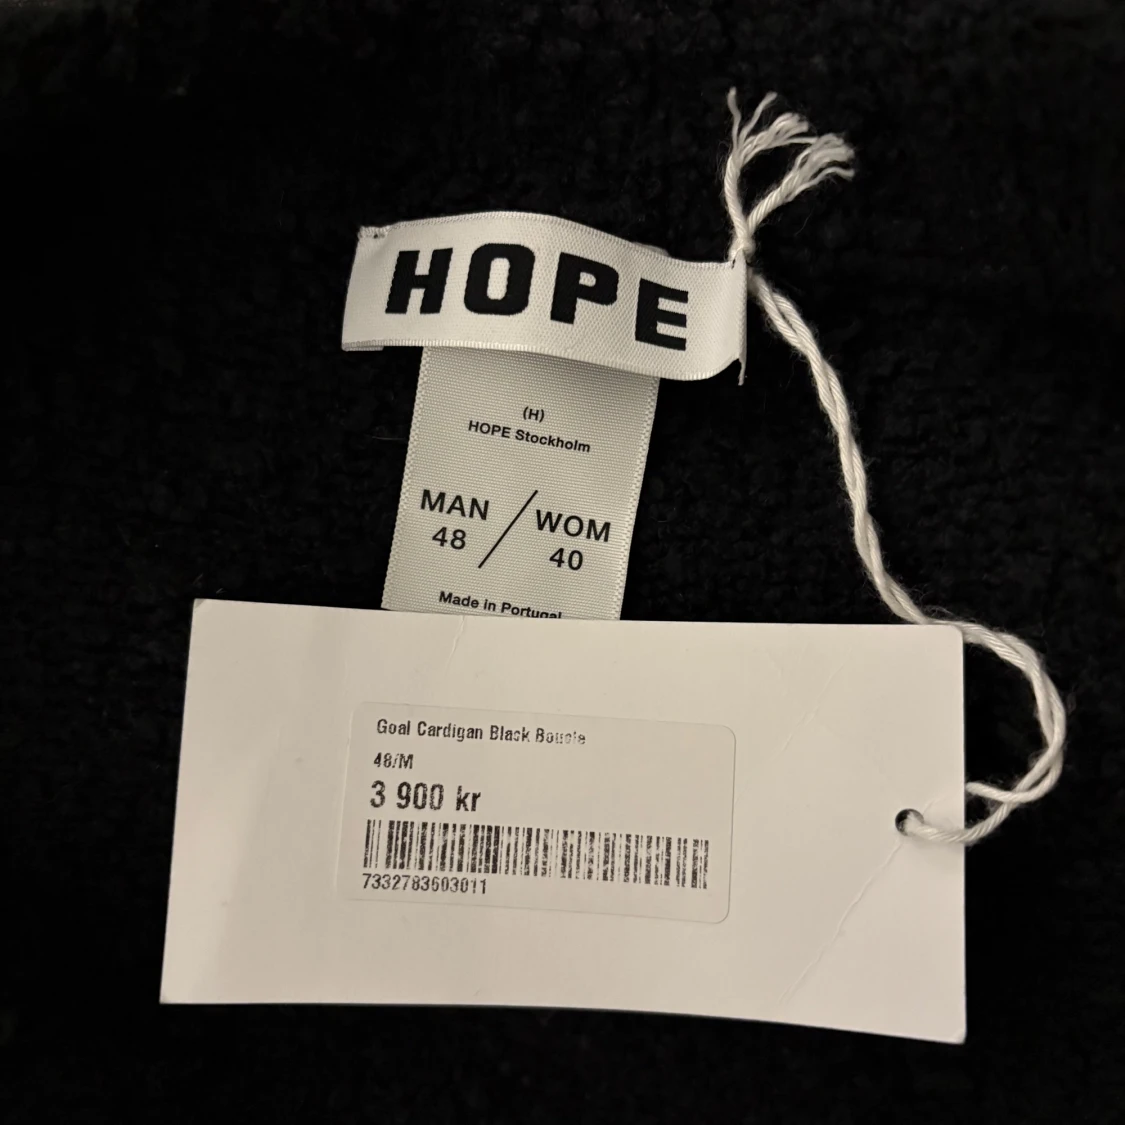 HOPE
(H)
HOPE Stockholm
MAN / WOM
48 40
Made in Portugal
Goal Cardigan Black Boucle
48/M
3 900 kr
7332783603011